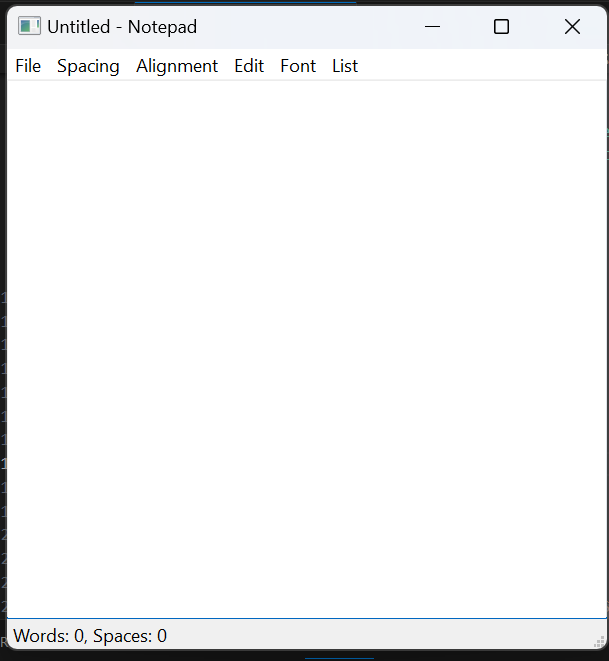 Untitled - Notepad
File Spacing Alignment Edit Font List
Words: 0, Spaces: 0